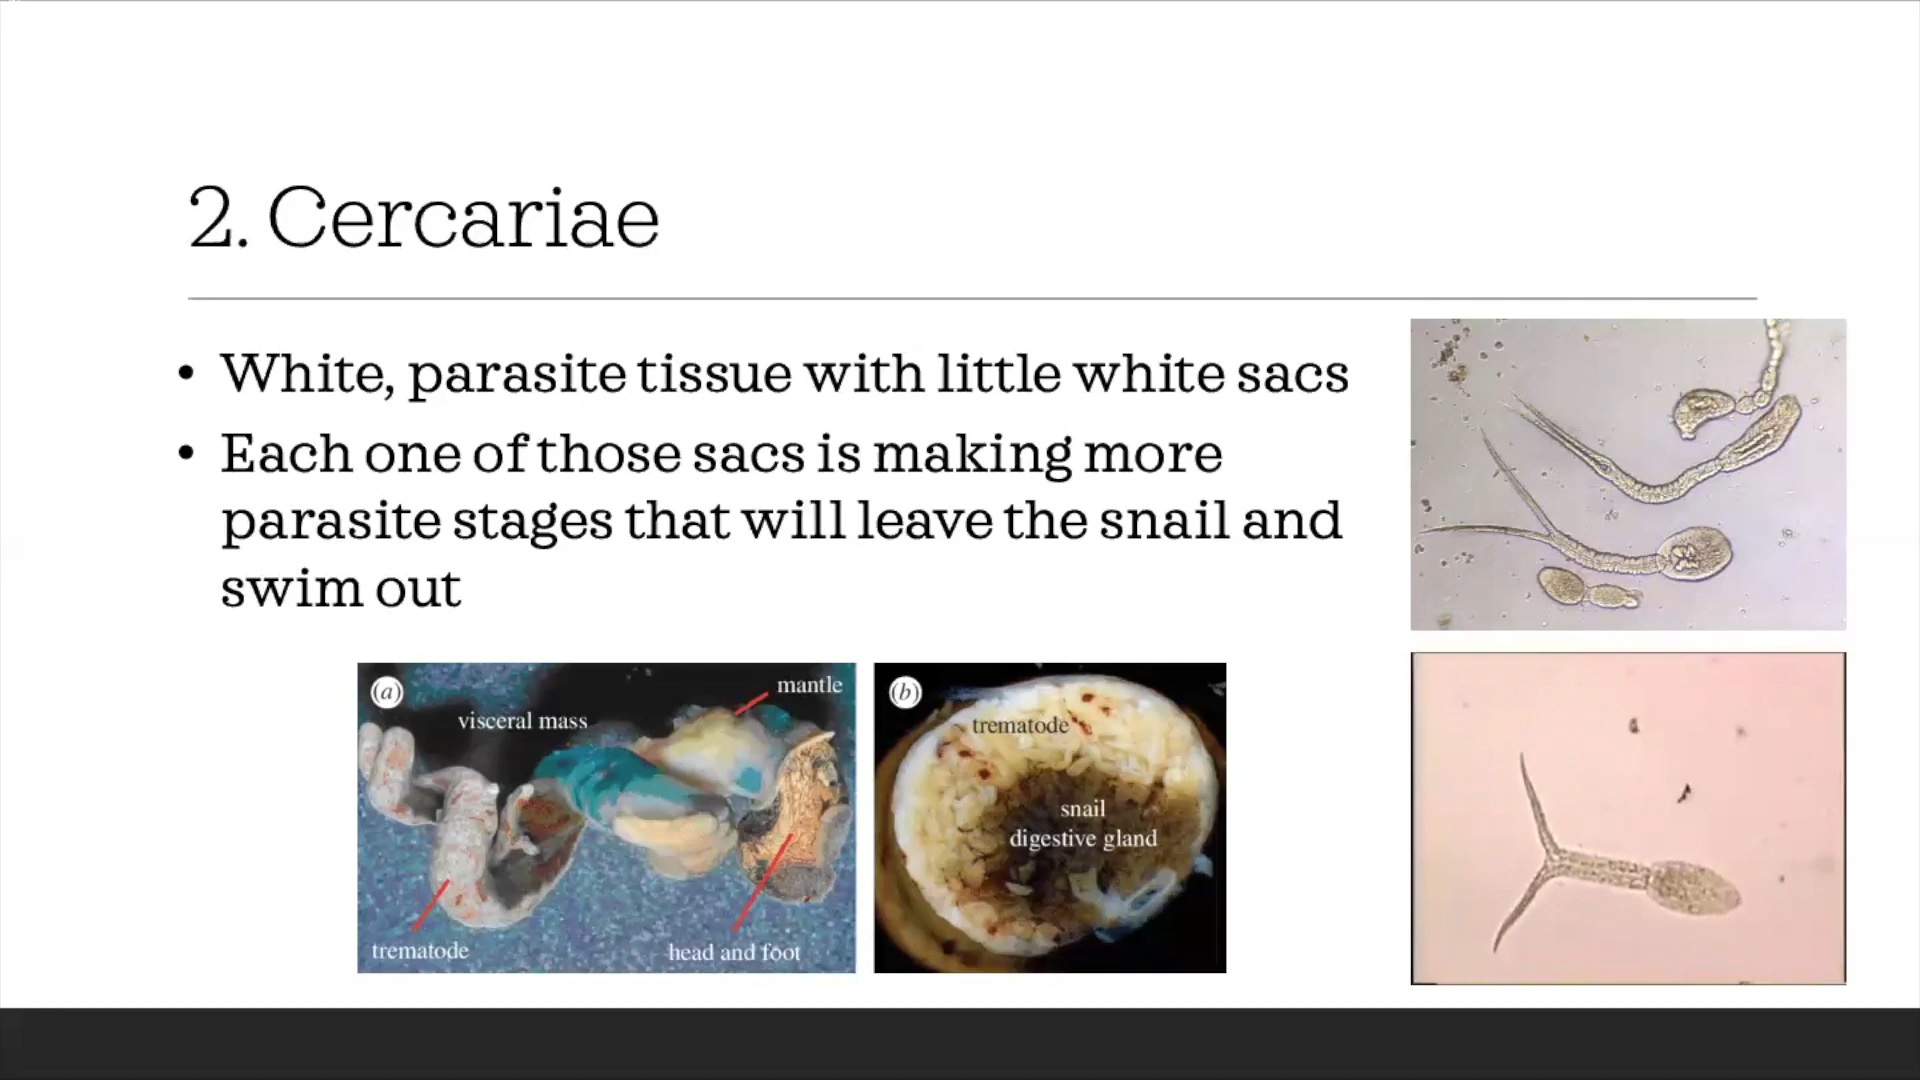 2. Cercariae
• White, parasite tissue with little white sacs
• Each one of those sacs is making more
parasite stages that will leave the snail and
swim out
(a)
mantle
visceral mass
trematode
head and foot
(b)
trematode
snail
digestive gland